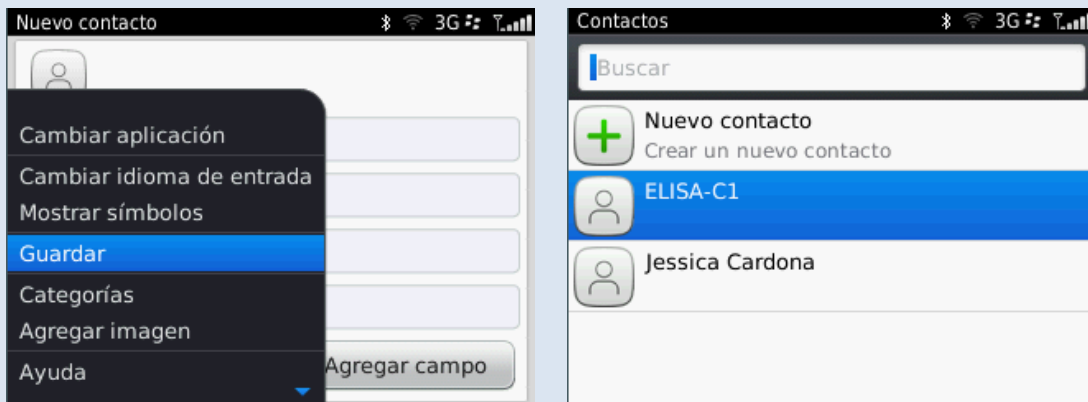 Nuevo contacto
3G
Cambiar aplicación
Cambiar idioma de entrada
Mostrar símbolos
Guardar
Categorías
Agregar imagen
Ayuda
Agregar campo
Contactos
3G
Buscar
Nuevo contacto
Crear un nuevo contacto
ELISA-C1
Jessica Cardona